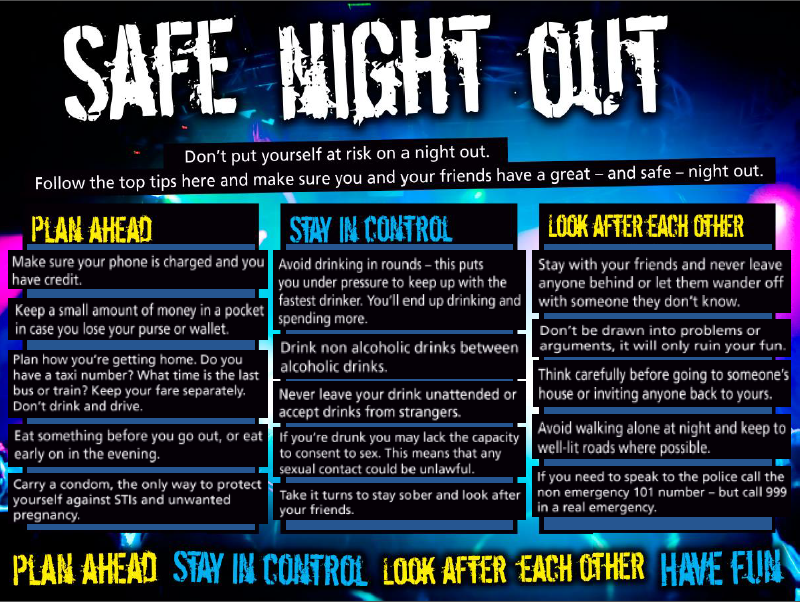 SAFE NIGHT OUT
Don't put yourself at risk on a night out.
Follow the top tips here and make sure you and your friends have a great – and safe – night out.
PLAN AHEAD
Make sure your phone is charged and you
have credit.
Keep a small amount of money in a pocket
in case you lose your purse or wallet.
Plan how you're getting home. Do you
have a taxi number? What time is the last
bus or train? Keep your fare separately.
Don't drink and drive.
Eat something before you go out, or eat
early on in the evening.
Carry a condom, the only way to protect
yourself against STIs and unwanted
pregnancy.
STAY IN CONTROL
Avoid drinking in rounds – this puts
you under pressure to keep up with the
fastest drinker. You'll end up drinking and
spending more.
Drink non alcoholic drinks between
alcoholic drinks.
Never leave your drink unattended or
accept drinks from strangers.
If you're drunk you may lack the capacity
to consent to sex. This means that any
sexual contact could be unlawful.
Take it turns to stay sober and look after
your friends.
LOOK AFTER EACH OTHER
Stay with your friends and never leave
anyone behind or let them wander off
with someone they don't know.
Don't be drawn into problems or
arguments, it will only ruin your fun.
Think carefully before going to someone's
house or inviting anyone back to yours.
Avoid walking alone at night and keep to
well-lit roads where possible.
If you need to speak to the police call the
non emergency 101 number – but call 999
in a real emergency.
PLAN AHEAD STAY IN CONTROL LOOK AFTER EACH OTHER HAVE FUN